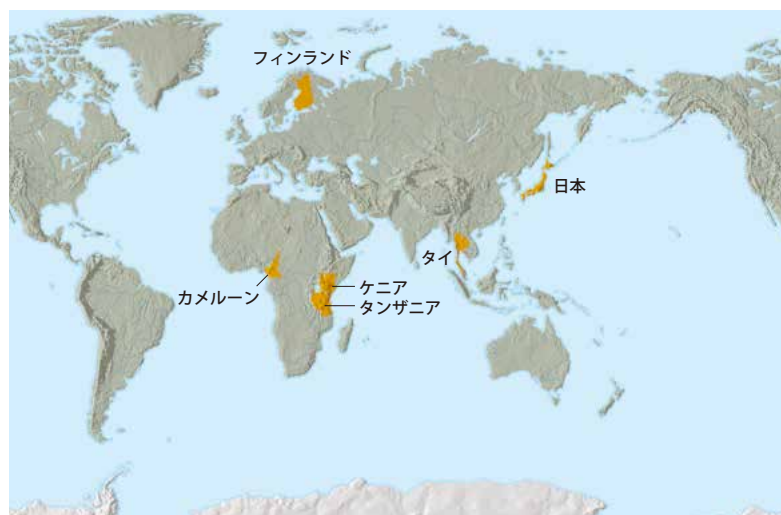 フィンランド
日本
タイ
カメルーン
ケニア
タンザニア